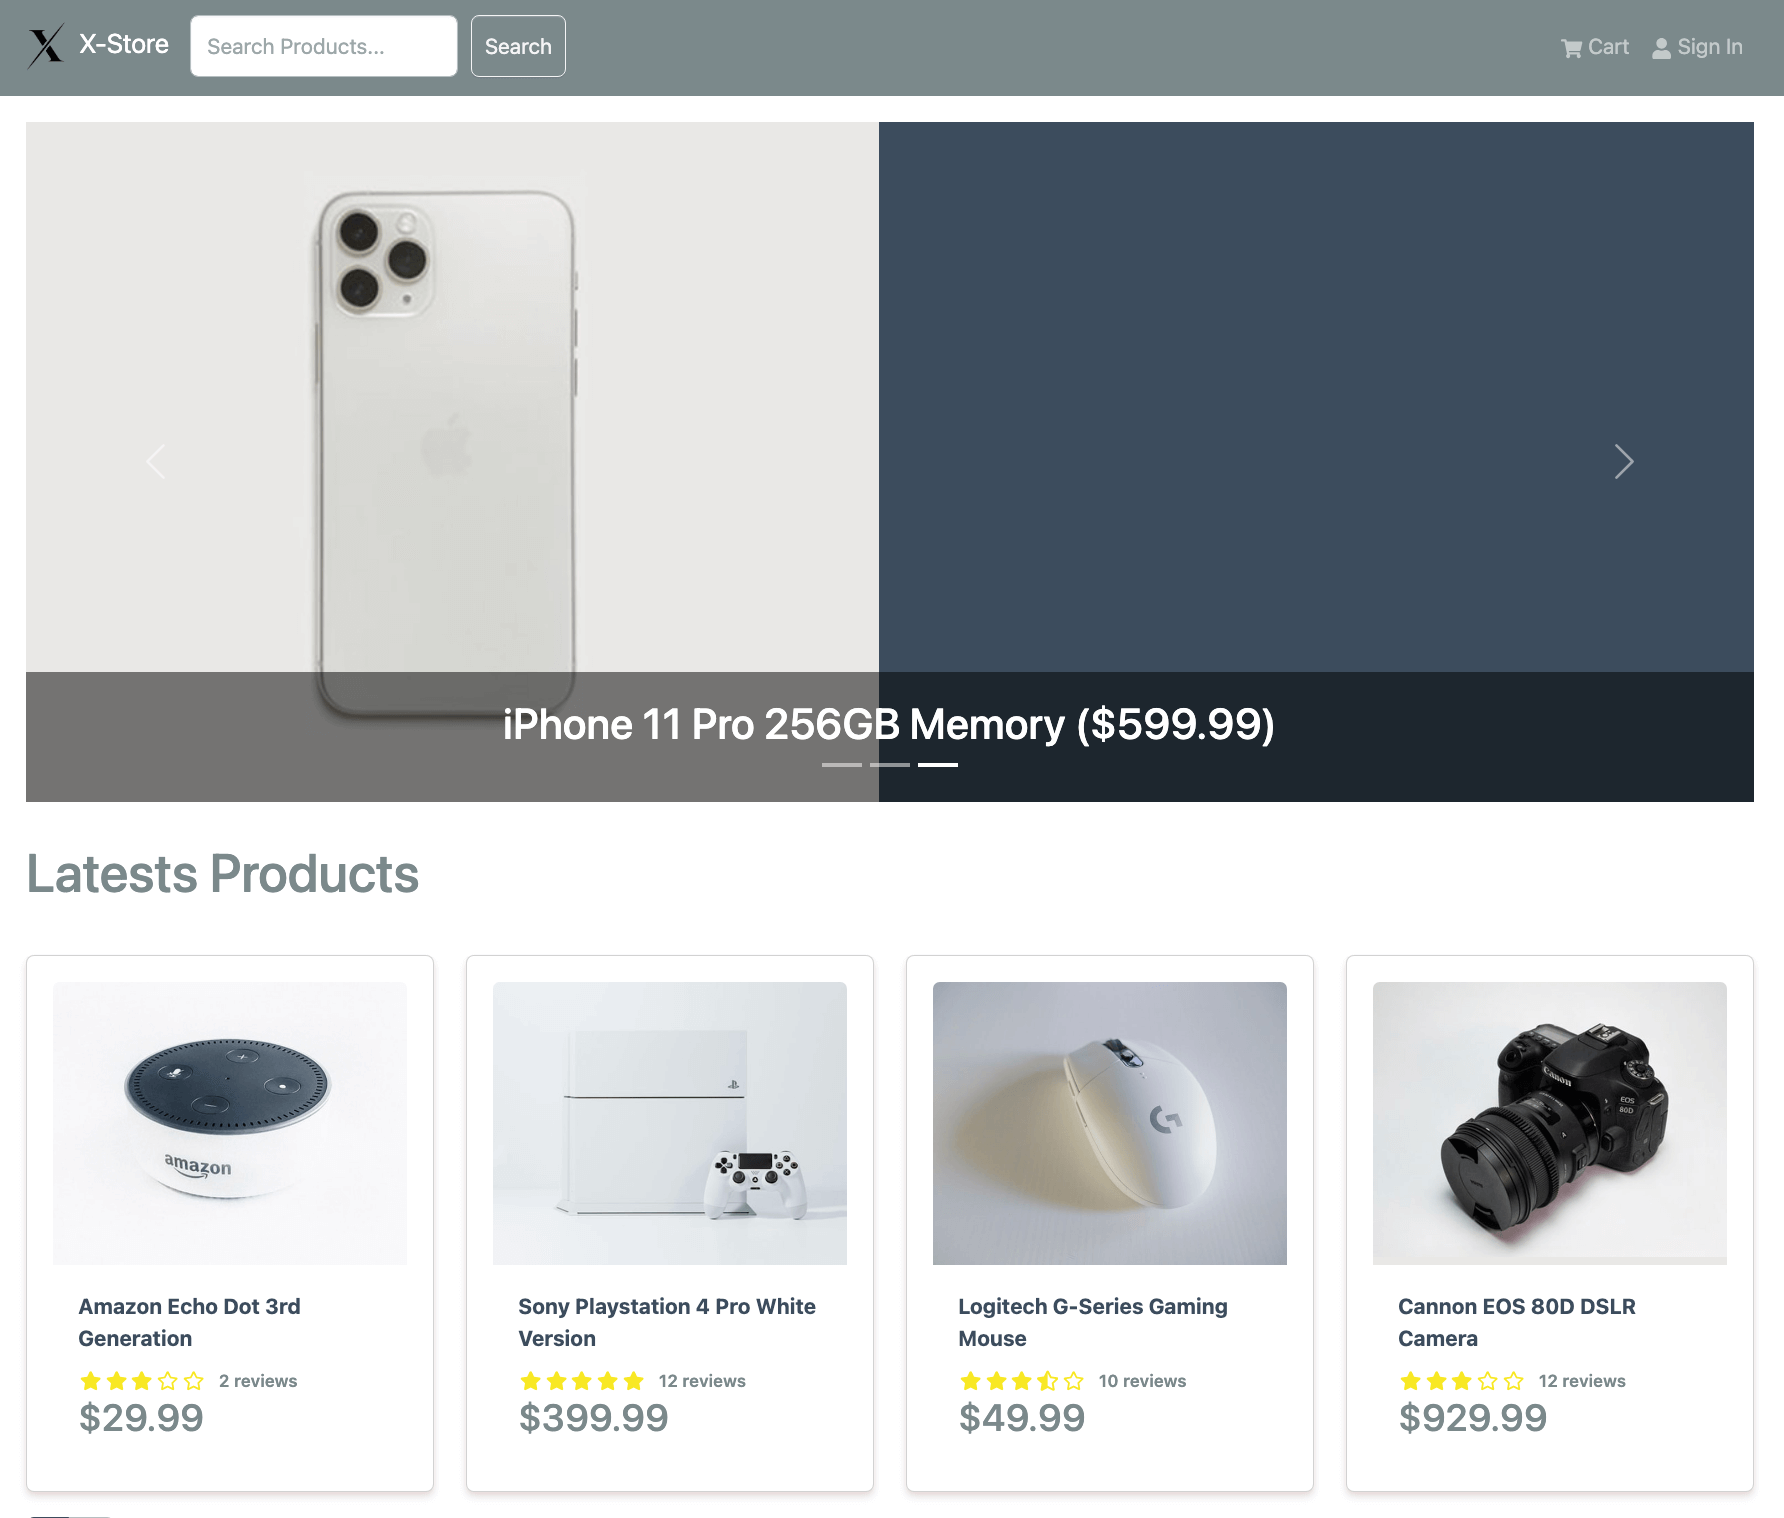 X-Store
Search Products...
Search
Cart
Sign In
iPhone 11 Pro 256GB Memory ($599.99)
Latests Products
amazon
Canon
EOS
80D
Amazon Echo Dot 3rd
Generation
2 reviews
$29.99
Sony Playstation 4 Pro White
Version
12 reviews
$399.99
Logitech G-Series Gaming
Mouse
10 reviews
$49.99
Cannon EOS 80D DSLR
Camera
12 reviews
$929.99